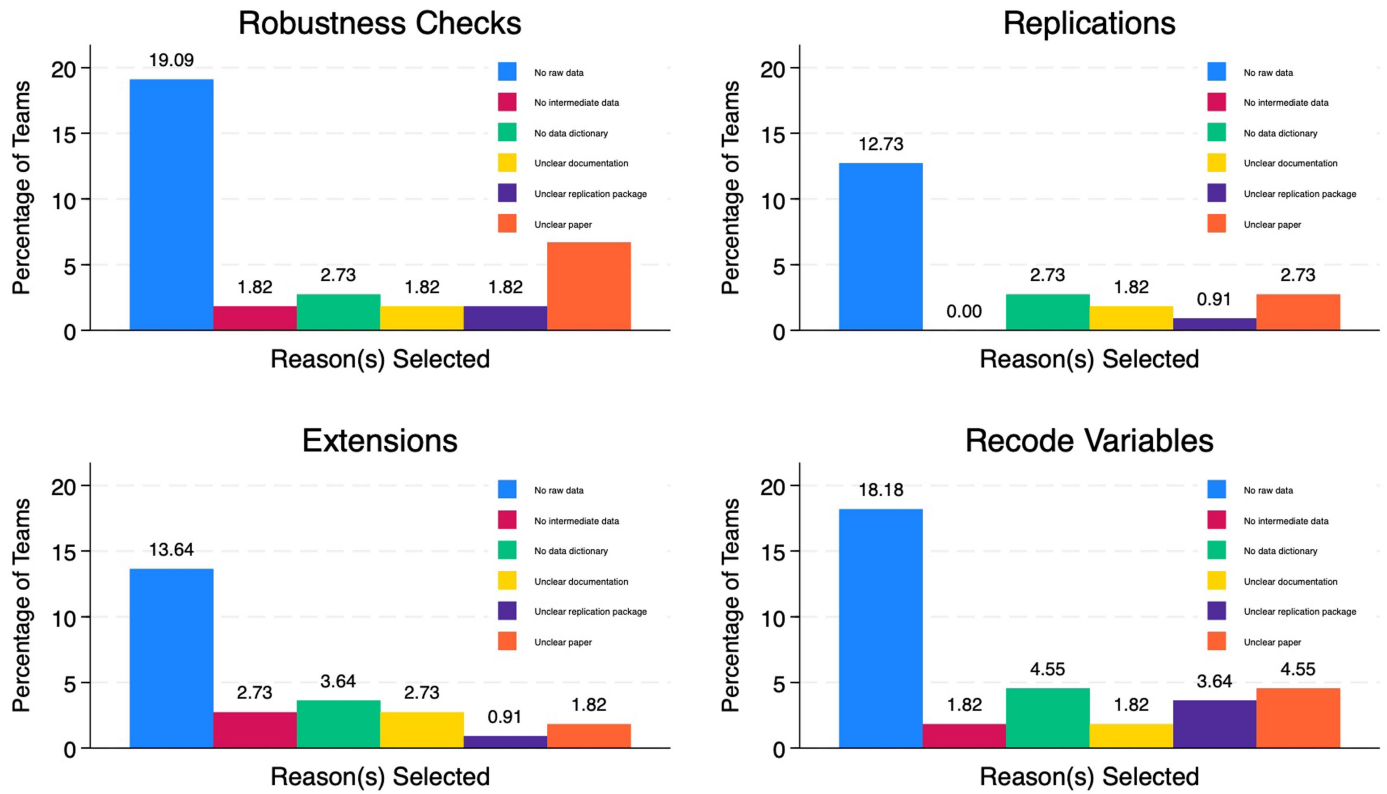 Robustness Checks
Percentage of Teams
20
15
10
5
0
19.09
1.82
2.73
1.82
1.82
No raw data
No intermediate data
No data dictionary
Unclear documentation
Unclear replication package
Unclear paper
Reason(s) Selected
Replications
Percentage of Teams
20
15
10
5
0
12.73
0.00
2.73
1.82
0.91
2.73
No raw data
No intermediate data
No data dictionary
Unclear documentation
Unclear replication package
Unclear paper
Reason(s) Selected
Extensions
Percentage of Teams
20
15
10
5
0
13.64
2.73
3.64
2.73
0.91
1.82
No raw data
No intermediate data
No data dictionary
Unclear documentation
Unclear replication package
Unclear paper
Reason(s) Selected
Recode Variables
Percentage of Teams
20
15
10
5
0
18.18
1.82
4.55
1.82
3.64
4.55
No raw data
No intermediate data
No data dictionary
Unclear documentation
Unclear replication package
Unclear paper
Reason(s) Selected